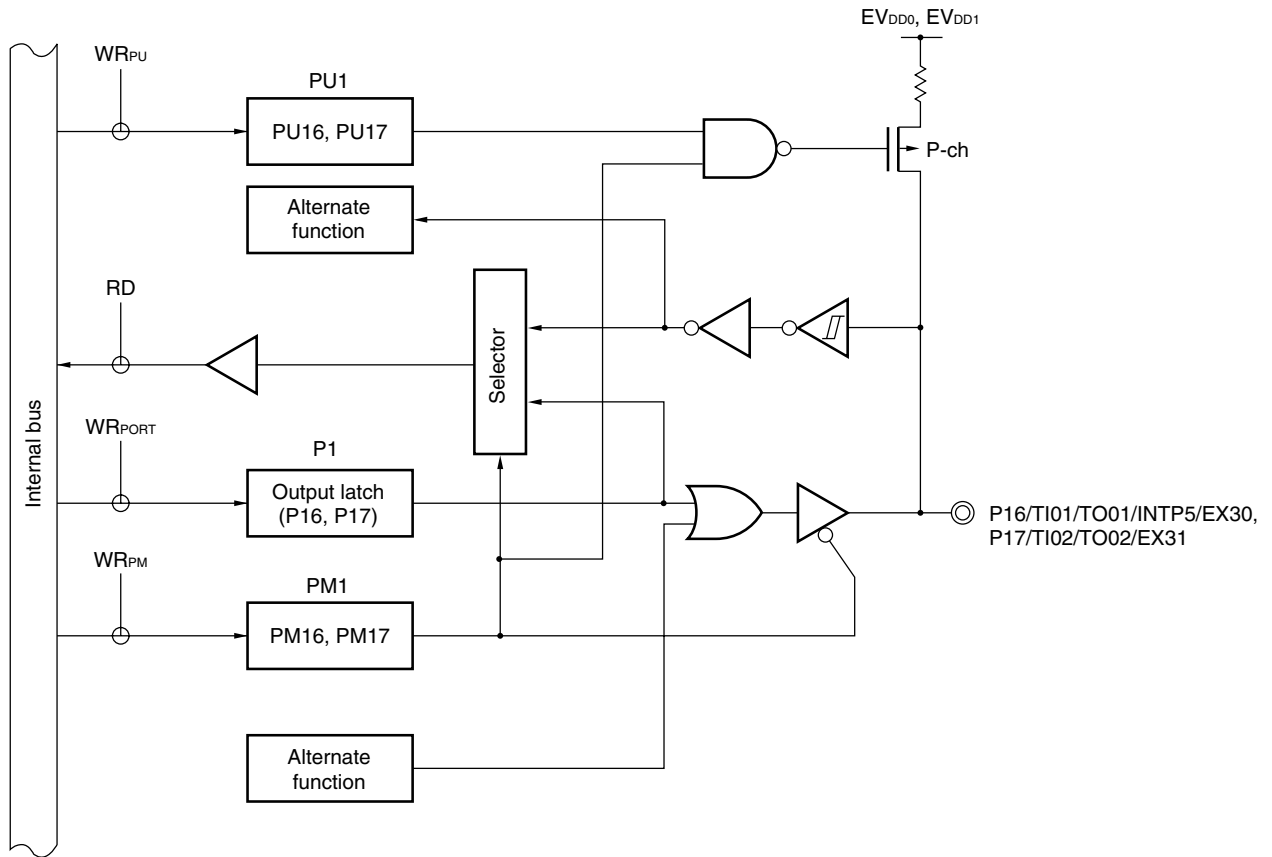 EVDD0, EVDD1
WRPU
PU1
PU16, PU17
P-ch
Alternate
function
RD
Selector
Internal bus
WRPORT
P1
Output latch
(P16, P17)
P16/TI01/TO01/INTP5/EX30,
P17/TI02/TO02/EX31
WRPM
PM1
PM16, PM17
Alternate
function